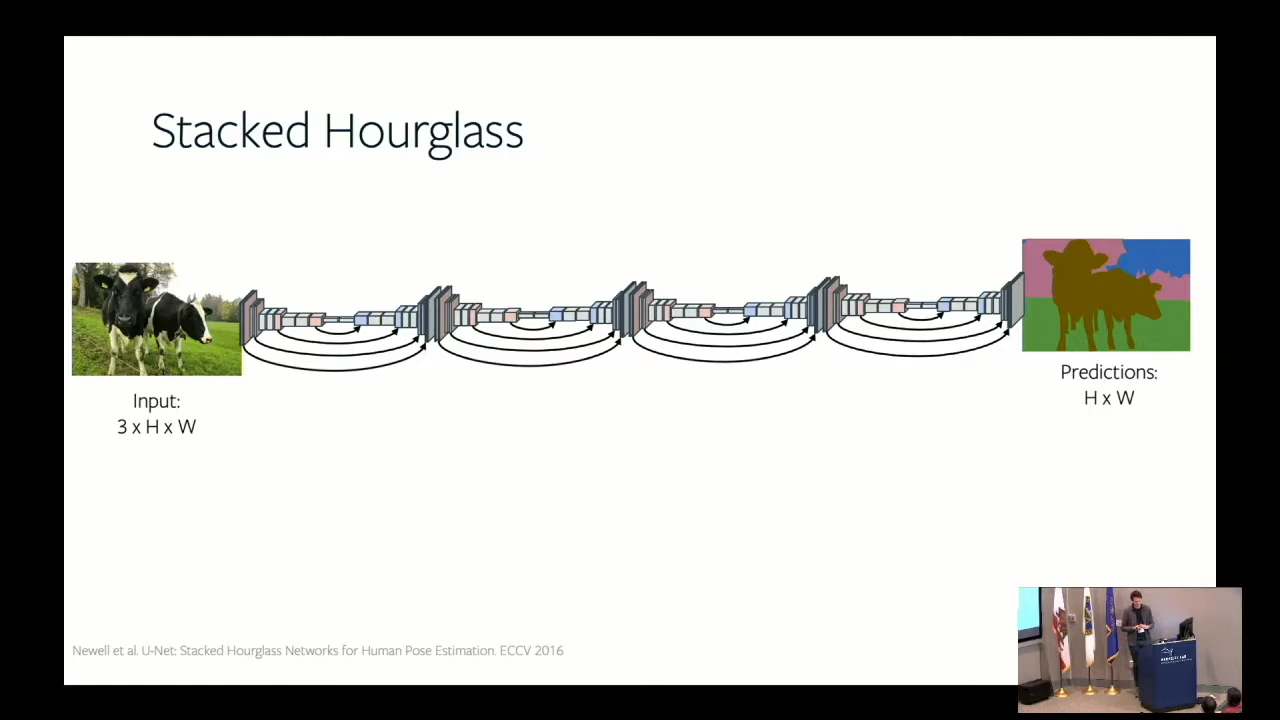 Stacked Hourglass
Input:
3 x H x W
Predictions:
H x W
Newell et al. U-Net: Stacked Hourglass Networks for Human Pose Estimation. ECCV 2016